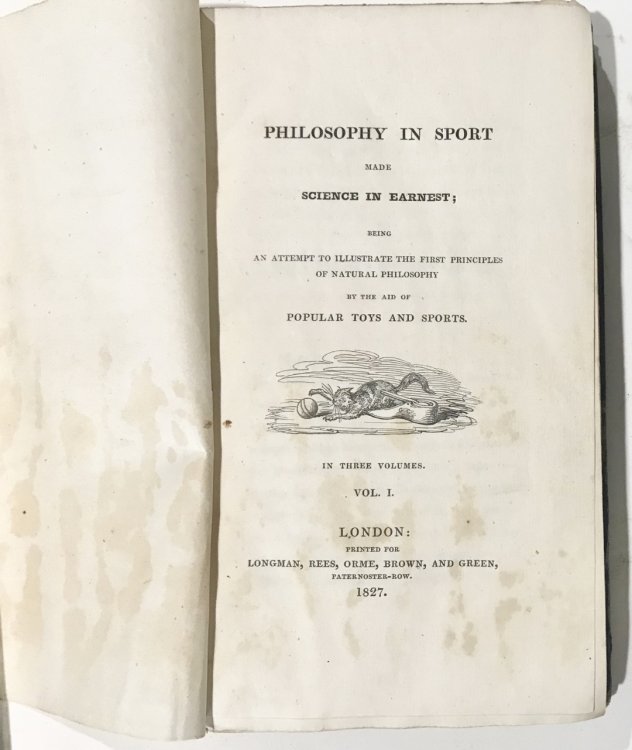 PHILOSOPHY IN SPORT
MADE
SCIENCE IN EARNEST;
BEING
AN ATTEMPT TO ILLUSTRATE THE FIRST PRINCIPLES
OF NATURAL PHILOSOPHY
BY THE AID OF
POPULAR TOYS AND SPORTS.
IN THREE VOLUMES.
VOL. I.
LONDON:
PRINTED FOR
LONGMAN, REES, ORME, BROWN, AND GREEN,
PATERNOSTER-ROW.
1827.